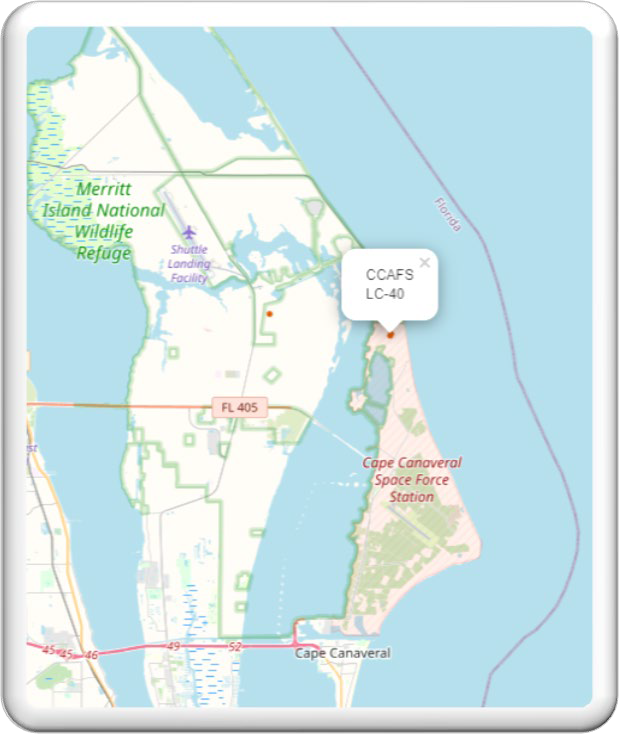 Merritt
Island National
Wildlife
Refuge
Florida
Shuttle
Landing
Facility
CCAFS
LC-40
×
FL 405
Cape Canaveral
Space Force
Station
45
45
46
49
52
Cape Canaveral